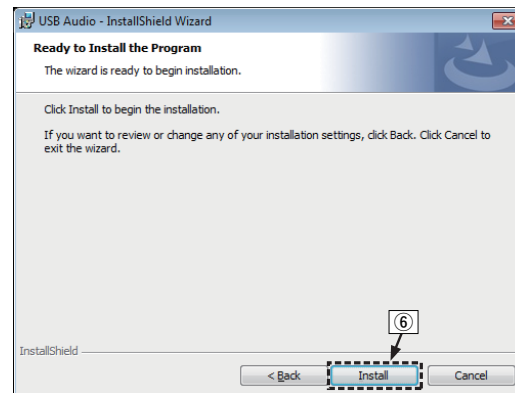 USB Audio - InstallShield Wizard
Ready to Install the Program
The wizard is ready to begin installation.
Click Install to begin the installation.
If you want to review or change any of your installation settings, click Back. Click Cancel to
exit the wizard.
⑥
InstallShield
< Back Install Cancel